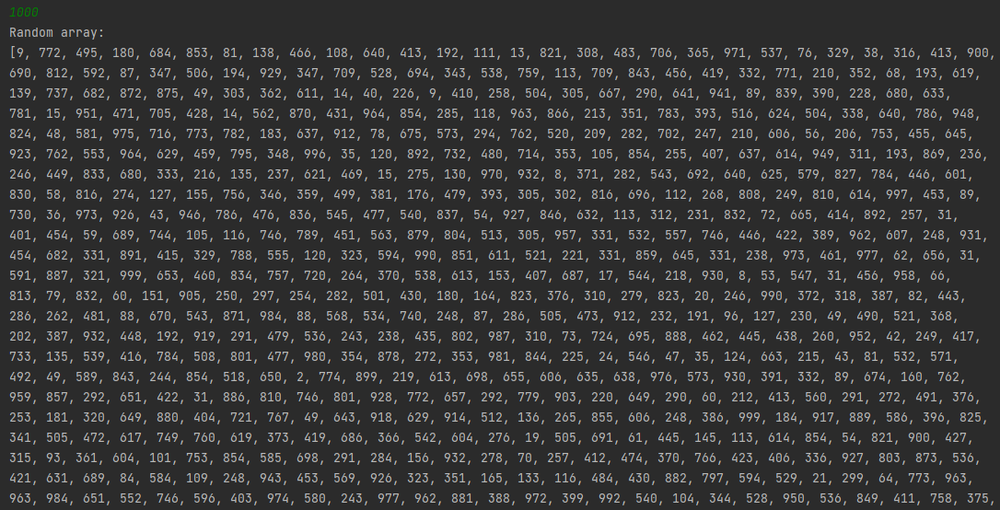 1000
Random array:
[9, 772, 495, 180, 684, 853, 81, 138, 466, 108, 640, 413, 192, 111, 13, 821, 308, 483, 706, 365, 971, 537, 76, 329, 38, 316, 413, 900,
690, 812, 592, 87, 347, 506, 194, 929, 347, 709, 528, 694, 343, 538, 759, 113, 709, 843, 456, 419, 332, 771, 210, 352, 68, 193, 619,
139, 737, 682, 872, 875, 49, 303, 362, 611, 14, 40, 226, 9, 410, 258, 504, 305, 667, 290, 641, 941, 89, 839, 390, 228, 680, 633,
781, 15, 951, 471, 705, 428, 14, 562, 870, 431, 964, 854, 285, 118, 963, 866, 213, 351, 783, 393, 516, 624, 504, 338, 640, 786, 948,
824, 48, 581, 975, 716, 773, 782, 183, 637, 912, 78, 675, 573, 294, 762, 520, 209, 282, 702, 247, 210, 606, 56, 206, 753, 455, 645,
923, 762, 553, 964, 629, 459, 795, 348, 996, 35, 120, 892, 732, 480, 714, 353, 105, 854, 255, 407, 637, 614, 949, 311, 193, 869, 236,
246, 449, 833, 680, 333, 216, 135, 237, 621, 469, 15, 275, 130, 970, 932, 8, 371, 282, 543, 692, 640, 625, 579, 827, 784, 446, 601,
830, 58, 816, 274, 127, 155, 756, 346, 359, 499, 381, 176, 479, 393, 305, 302, 816, 696, 112, 268, 808, 249, 810, 614, 997, 453, 89,
730, 36, 973, 926, 43, 946, 786, 476, 836, 545, 477, 540, 837, 54, 927, 846, 632, 113, 312, 231, 832, 72, 665, 414, 892, 257, 31,
401, 454, 59, 689, 744, 105, 116, 746, 789, 451, 563, 879, 804, 513, 305, 957, 331, 532, 557, 746, 446, 422, 389, 962, 607, 248, 931,
454, 682, 331, 891, 415, 329, 788, 555, 120, 323, 594, 990, 851, 611, 521, 221, 331, 859, 645, 331, 238, 973, 461, 977, 62, 656, 31,
591, 887, 321, 999, 653, 460, 834, 757, 720, 264, 370, 538, 613, 153, 407, 687, 17, 544, 218, 930, 8, 53, 547, 31, 456, 958, 66,
813, 79, 832, 60, 151, 905, 250, 297, 254, 282, 501, 430, 180, 164, 823, 376, 310, 279, 823, 20, 246, 990, 372, 318, 387, 82, 443,
286, 262, 481, 88, 670, 543, 871, 984, 88, 568, 534, 740, 248, 87, 286, 505, 473, 912, 232, 191, 96, 127, 230, 49, 490, 521, 368,
202, 387, 932, 448, 192, 919, 291, 479, 536, 243, 238, 435, 802, 987, 310, 73, 724, 695, 888, 462, 445, 438, 260, 952, 42, 249, 417,
733, 135, 539, 416, 784, 508, 801, 477, 980, 354, 878, 272, 353, 981, 844, 225, 24, 546, 47, 35, 124, 663, 215, 43, 81, 532, 571,
492, 49, 589, 843, 244, 854, 518, 650, 2, 774, 899, 219, 613, 698, 655, 606, 635, 638, 976, 573, 930, 391, 332, 89, 674, 160, 762,
959, 857, 292, 651, 422, 31, 886, 810, 746, 801, 928, 772, 657, 292, 779, 903, 220, 649, 290, 60, 212, 413, 560, 291, 272, 491, 376,
253, 181, 320, 649, 880, 404, 721, 767, 49, 643, 918, 629, 914, 512, 136, 265, 855, 606, 248, 386, 999, 184, 917, 889, 586, 396, 825,
341, 505, 472, 617, 749, 760, 619, 373, 419, 686, 366, 542, 604, 276, 19, 505, 691, 61, 445, 145, 113, 614, 854, 54, 821, 900, 427,
315, 93, 361, 604, 101, 753, 854, 585, 698, 291, 284, 156, 932, 278, 70, 257, 412, 474, 370, 766, 423, 406, 336, 927, 803, 873, 536,
421, 631, 689, 84, 584, 109, 248, 943, 453, 569, 926, 323, 351, 165, 133, 116, 484, 430, 882, 797, 594, 529, 21, 299, 64, 773, 963,
963, 984, 651, 552, 746, 596, 403, 974, 580, 243, 977, 962, 881, 388, 972, 399, 992, 540, 104, 344, 528, 950, 536, 849, 411, 758, 375,